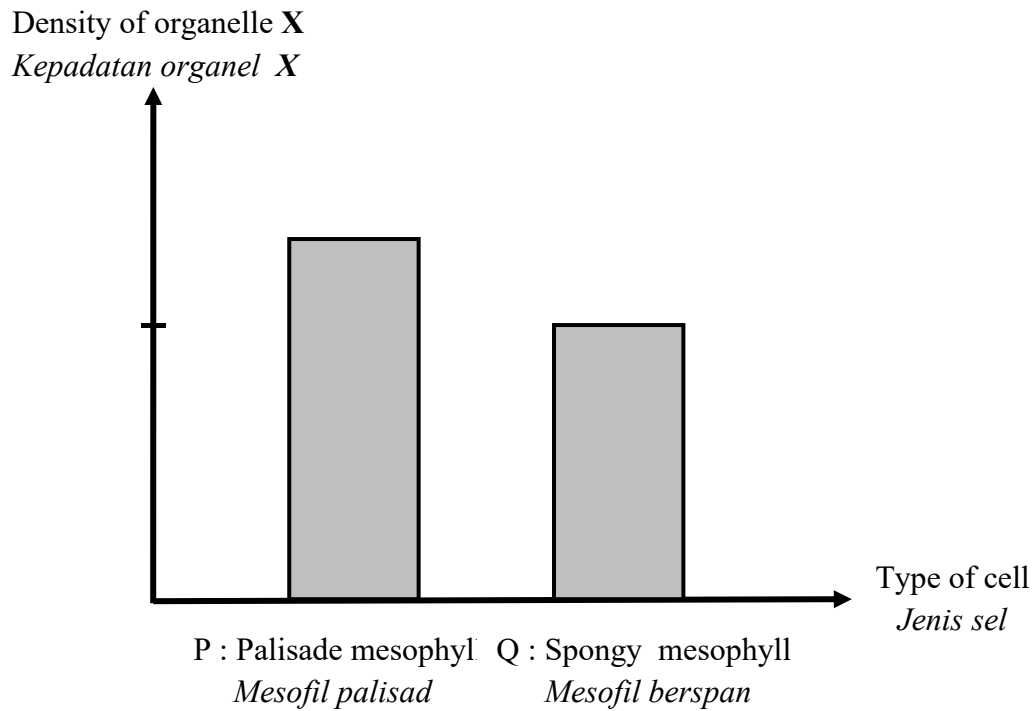 Density of organelle X
Kepadatan organel X
Type of cell
Jenis sel
P : Palisade mesophyl Q : Spongy mesophyll
Mesofil palisad Mesofil berspan